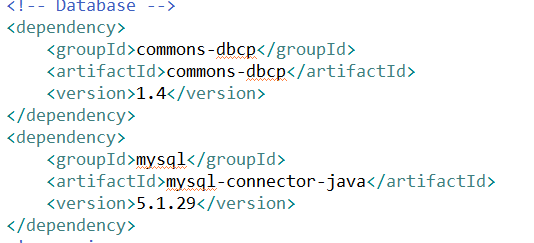 <!-- Database -->
<dependency>
<groupId>commons-dbcp</groupId>
<artifactId>commons-dbcp</artifactId>
<version>1.4</version>
</dependency>
<dependency>
<groupId>mysql</groupId>
<artifactId>mysql-connector-java</artifactId>
<version>5.1.29</version>
</dependency>